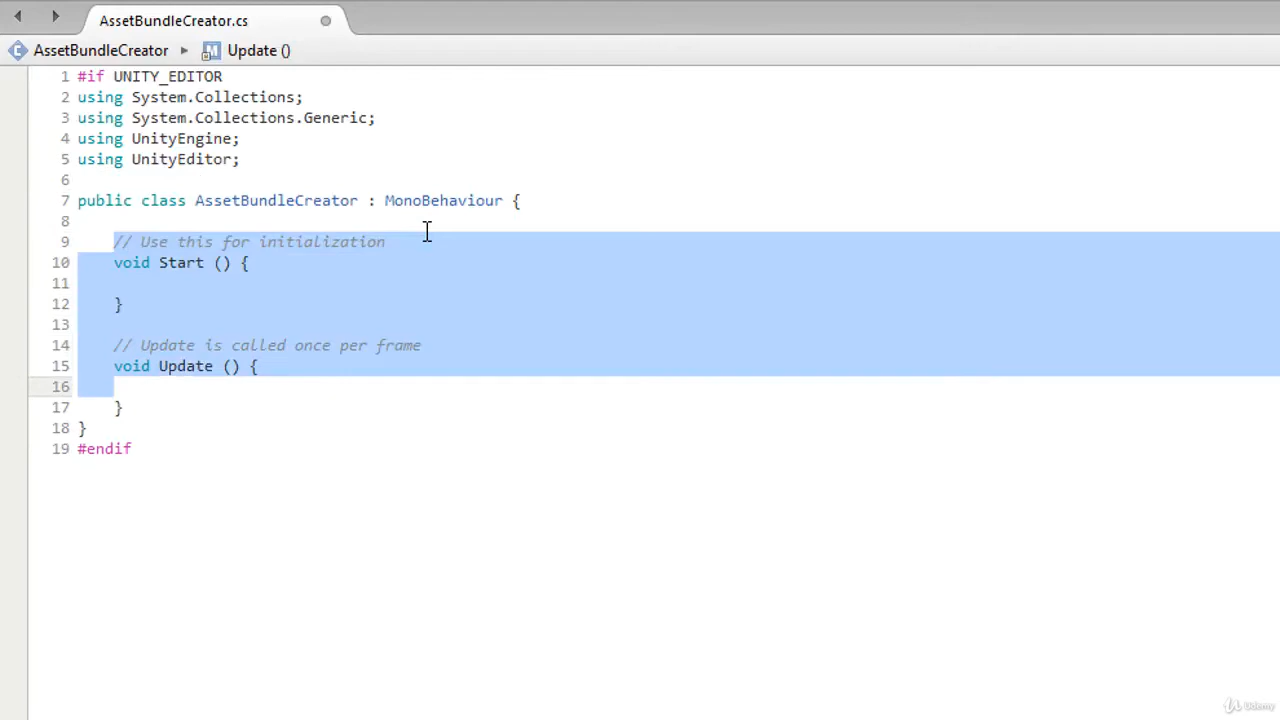 AssetBundleCreator.cs
AssetBundleCreator Update ()
1 #if UNITY_EDITOR
2 using System.Collections;
3 using System.Collections.Generic;
4 using UnityEngine;
5 using UnityEditor;
6
7 public class AssetBundleCreator : MonoBehaviour {
8
9 // Use this for initialization
10 void Start () {
11
12 }
13
14 // Update is called once per frame
15 void Update () {
16
17 }
18 }
19 #endif
Udemy